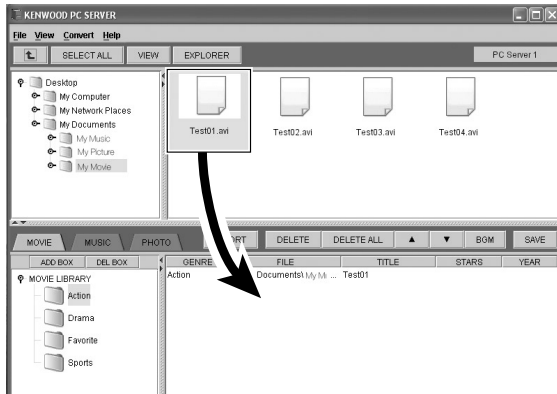 KENWOOD PC SERVER
File View Convert Help
SELECT ALL VIEW EXPLORER PC Server 1
Desktop
My Computer
My Network Places
My Documents
My Music
My Picture
My Movie
Test01.avi Test02.avi Test03.avi Test04.avi
MOVIE MUSIC PHOTO DELETE DELETE ALL ▲ ▼ BGM SAVE
ADD BOX DEL BOX GENRE FILE TITLE STARS YEAR
MOVIE LIBRARY
Action Documents\ My M ... Test01
Action
Drama
Favorite
Sports